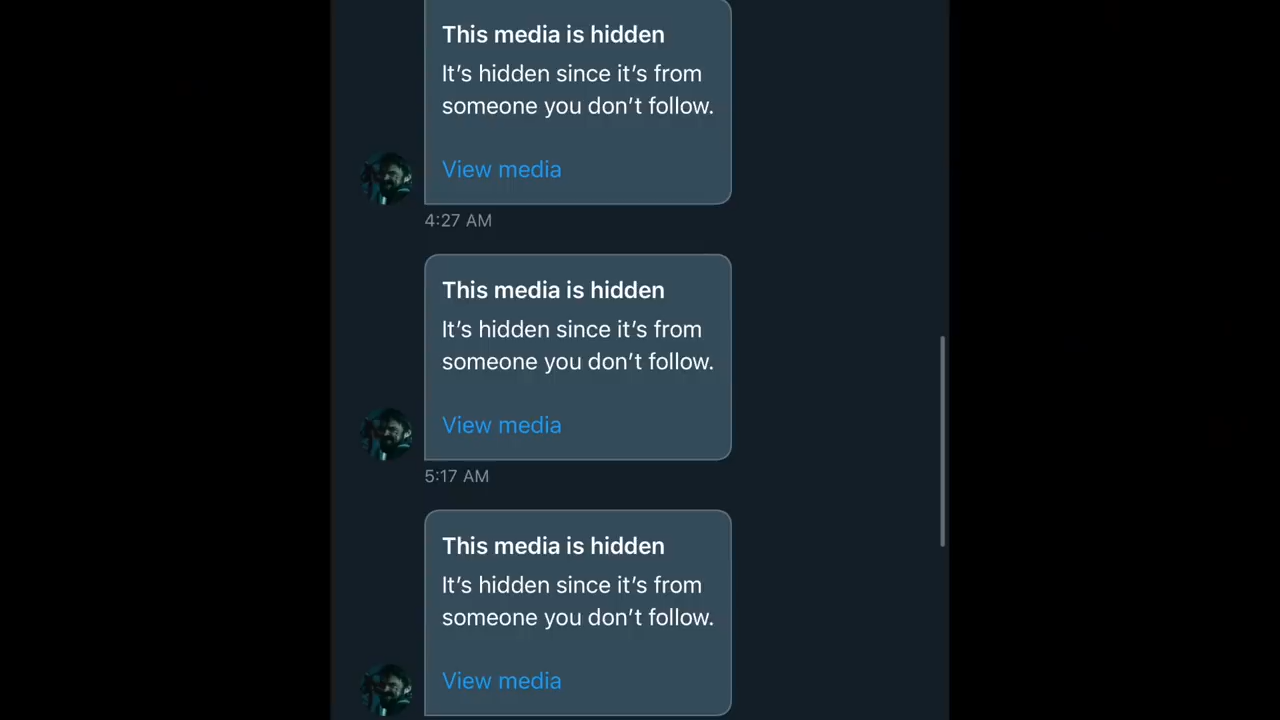 This media is hidden
It’s hidden since it’s from
someone you don’t follow.
View media
4:27 AM
This media is hidden
It’s hidden since it’s from
someone you don’t follow.
View media
5:17 AM
This media is hidden
It’s hidden since it’s from
someone you don’t follow.
View media